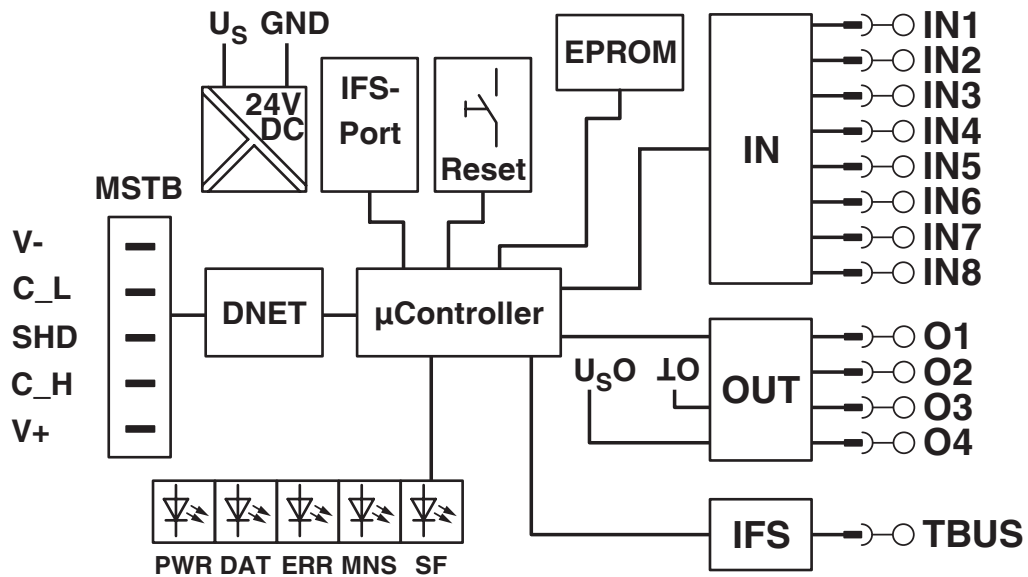 US GND
24V
DC
IFS-
Port
Reset
EPROM
IN
IN1
IN2
IN3
IN4
IN5
IN6
IN7
IN8
MSTB
V-
C_L
SHD
C_H
V+
DNET
µController
USO
⊥O
OUT
O1
O2
O3
O4
IFS
TBUS
PWR DAT ERR MNS SF